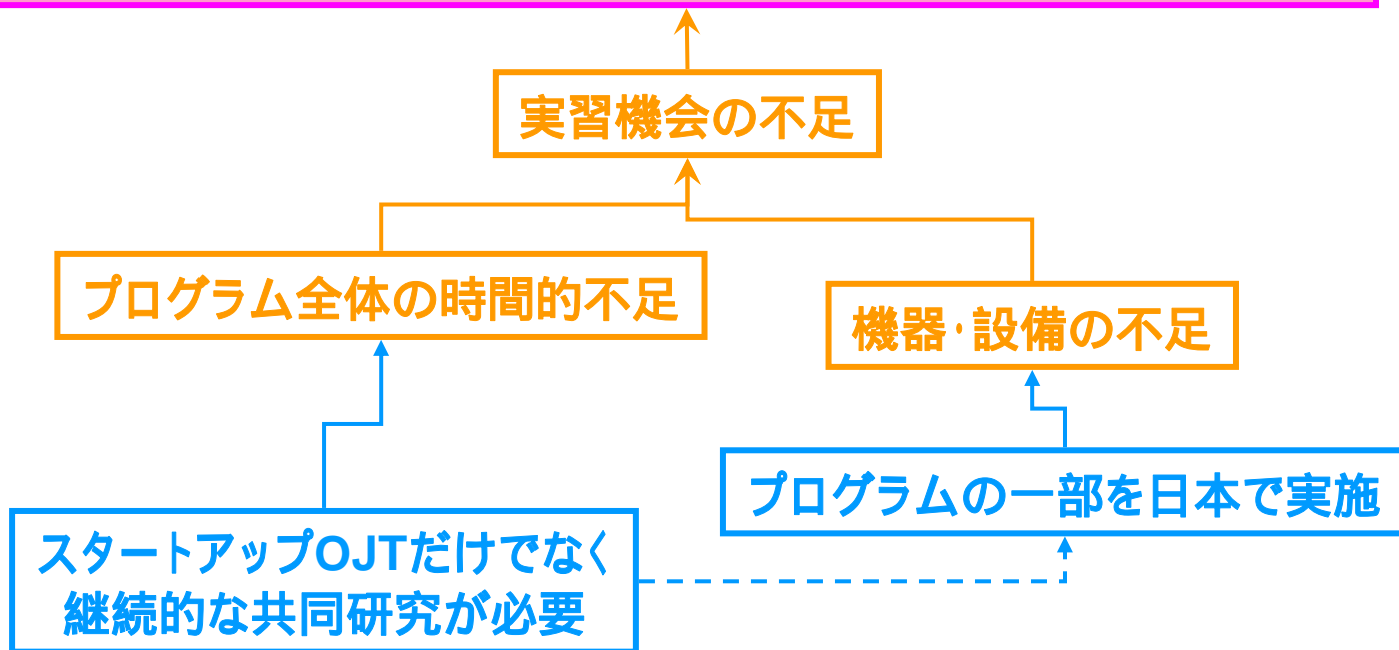 実習機会の不足
プログラム全体の時間的不足
機器・設備の不足
プログラムの一部を日本で実施
スタートアップOJTだけでなく
継続的な共同研究が必要